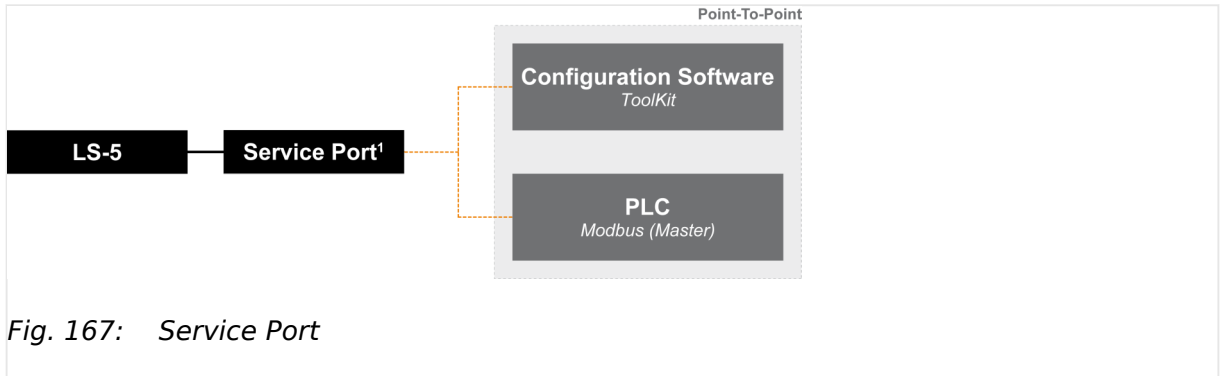 Point-To-Point
Configuration Software
ToolKit
LS-5
Service Port¹
PLC
Modbus (Master)
Fig. 167: Service Port